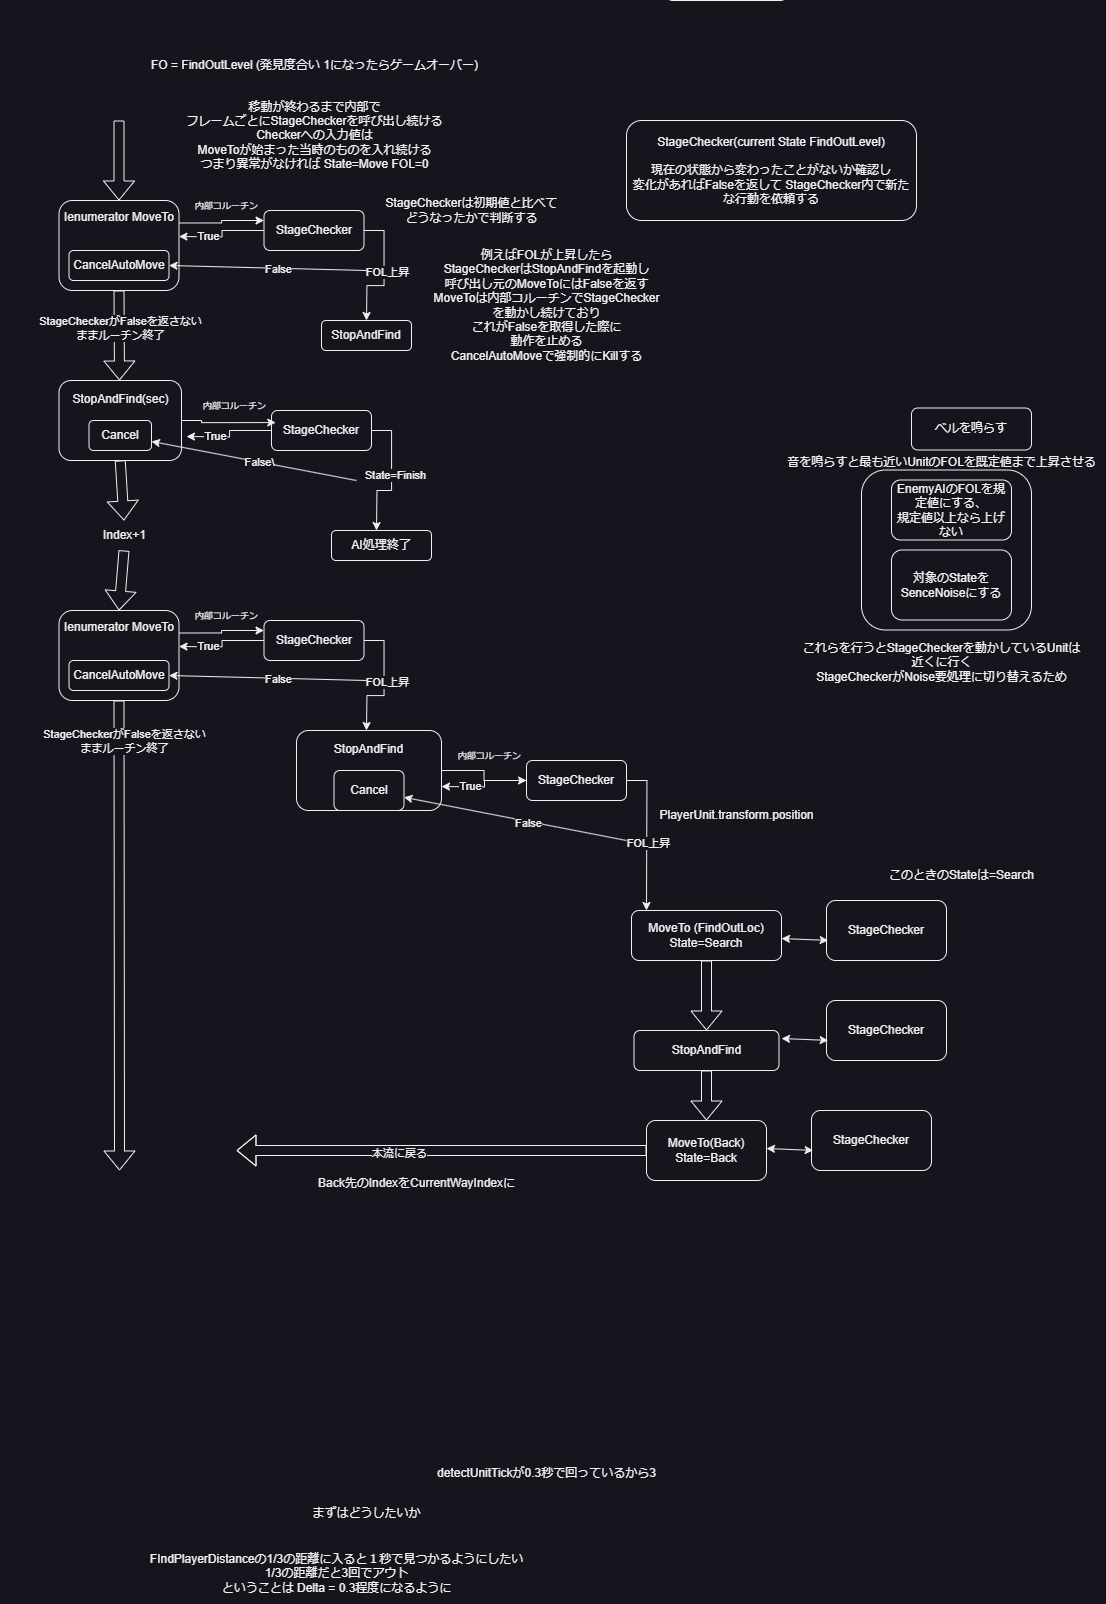 FO = FindOutLevel (発見度合い 1になったらゲームオーバー)
移動が終わるまで内部で
フレームごとにStageCheckerを呼び出し続ける
Checkerへの入力値は
MoveToが始まった当時のものを入れ続ける
つまり異常がなければ State=Move FOL=0
StageChecker(current State FindOutLevel)
現在の状態から変わったことがないか確認し
変化があればFalseを返して StageChecker内で新た
な行動を依頼する
Ienumerator MoveTo
CancelAutoMove
内部コルーチン
True
StageChecker
False
FOL上昇
StopAndFind
StageCheckerは初期値と比べて
どうなったかで判断する
例えばFOLが上昇したら
StageCheckerはStopAndFindを起動し
呼び出し元のMoveToにはFalseを返す
MoveToは内部コルーチンでStageChecker
を動かし続けており
これがFalseを取得した際に
動作を止める
CancelAutoMoveで強制的にKillする
StageCheckerがFalseを返さない
ままルーチン終了
StopAndFind(sec)
Cancel
内部コルーチン
True
StageChecker
False\
State=Finish
AI処理終了
Index+1
ベルを鳴らす
音を鳴らすと最も近いUnitのFOLを既定値まで上昇させる
EnemyAIのFOLを規
定値にする、
規定値以上なら上げ
ない
対象のStateを
SenceNoiseにする
これらを行うとStageCheckerを動かしているUnitは
近くに行く
StageCheckerがNoise要処理に切り替えるため
Ienumerator MoveTo
CancelAutoMove
内部コルーチン
True
StageChecker
False
FOL上昇
StageCheckerがFalseを返さない
ままルーチン終了
StopAndFind
Cancel
内部コルーチン
True
StageChecker
False
FOL上昇
PlayerUnit.transform.position
このときのStateは=Search
MoveTo (FindOutLoc)
State=Search
StageChecker
StopAndFind
StageChecker
MoveTo(Back)
State=Back
StageChecker
本流に戻る
Back先のIndexをCurrentWayIndexに
detectUnitTickが0.3秒で回っているから3
まずはどうしたいか
FIndPlayerDistanceの1/3の距離に入ると１秒で見つかるようにしたい
1/3の距離だと3回でアウト
ということは Delta = 0.3程度になるように